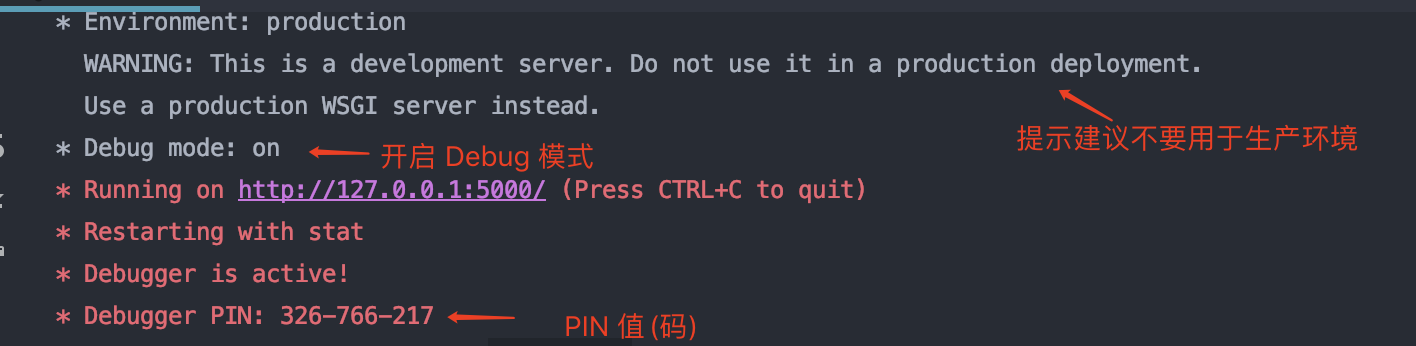 * Environment: production
WARNING: This is a development server. Do not use it in a production deployment.
Use a production WSGI server instead.
提示建议不要用于生产环境
* Debug mode: on
开启 Debug 模式
* Running on http://127.0.0.1:5000/ (Press CTRL+C to quit)
* Restarting with stat
* Debugger is active!
* Debugger PIN: 326-766-217
PIN 值(码)